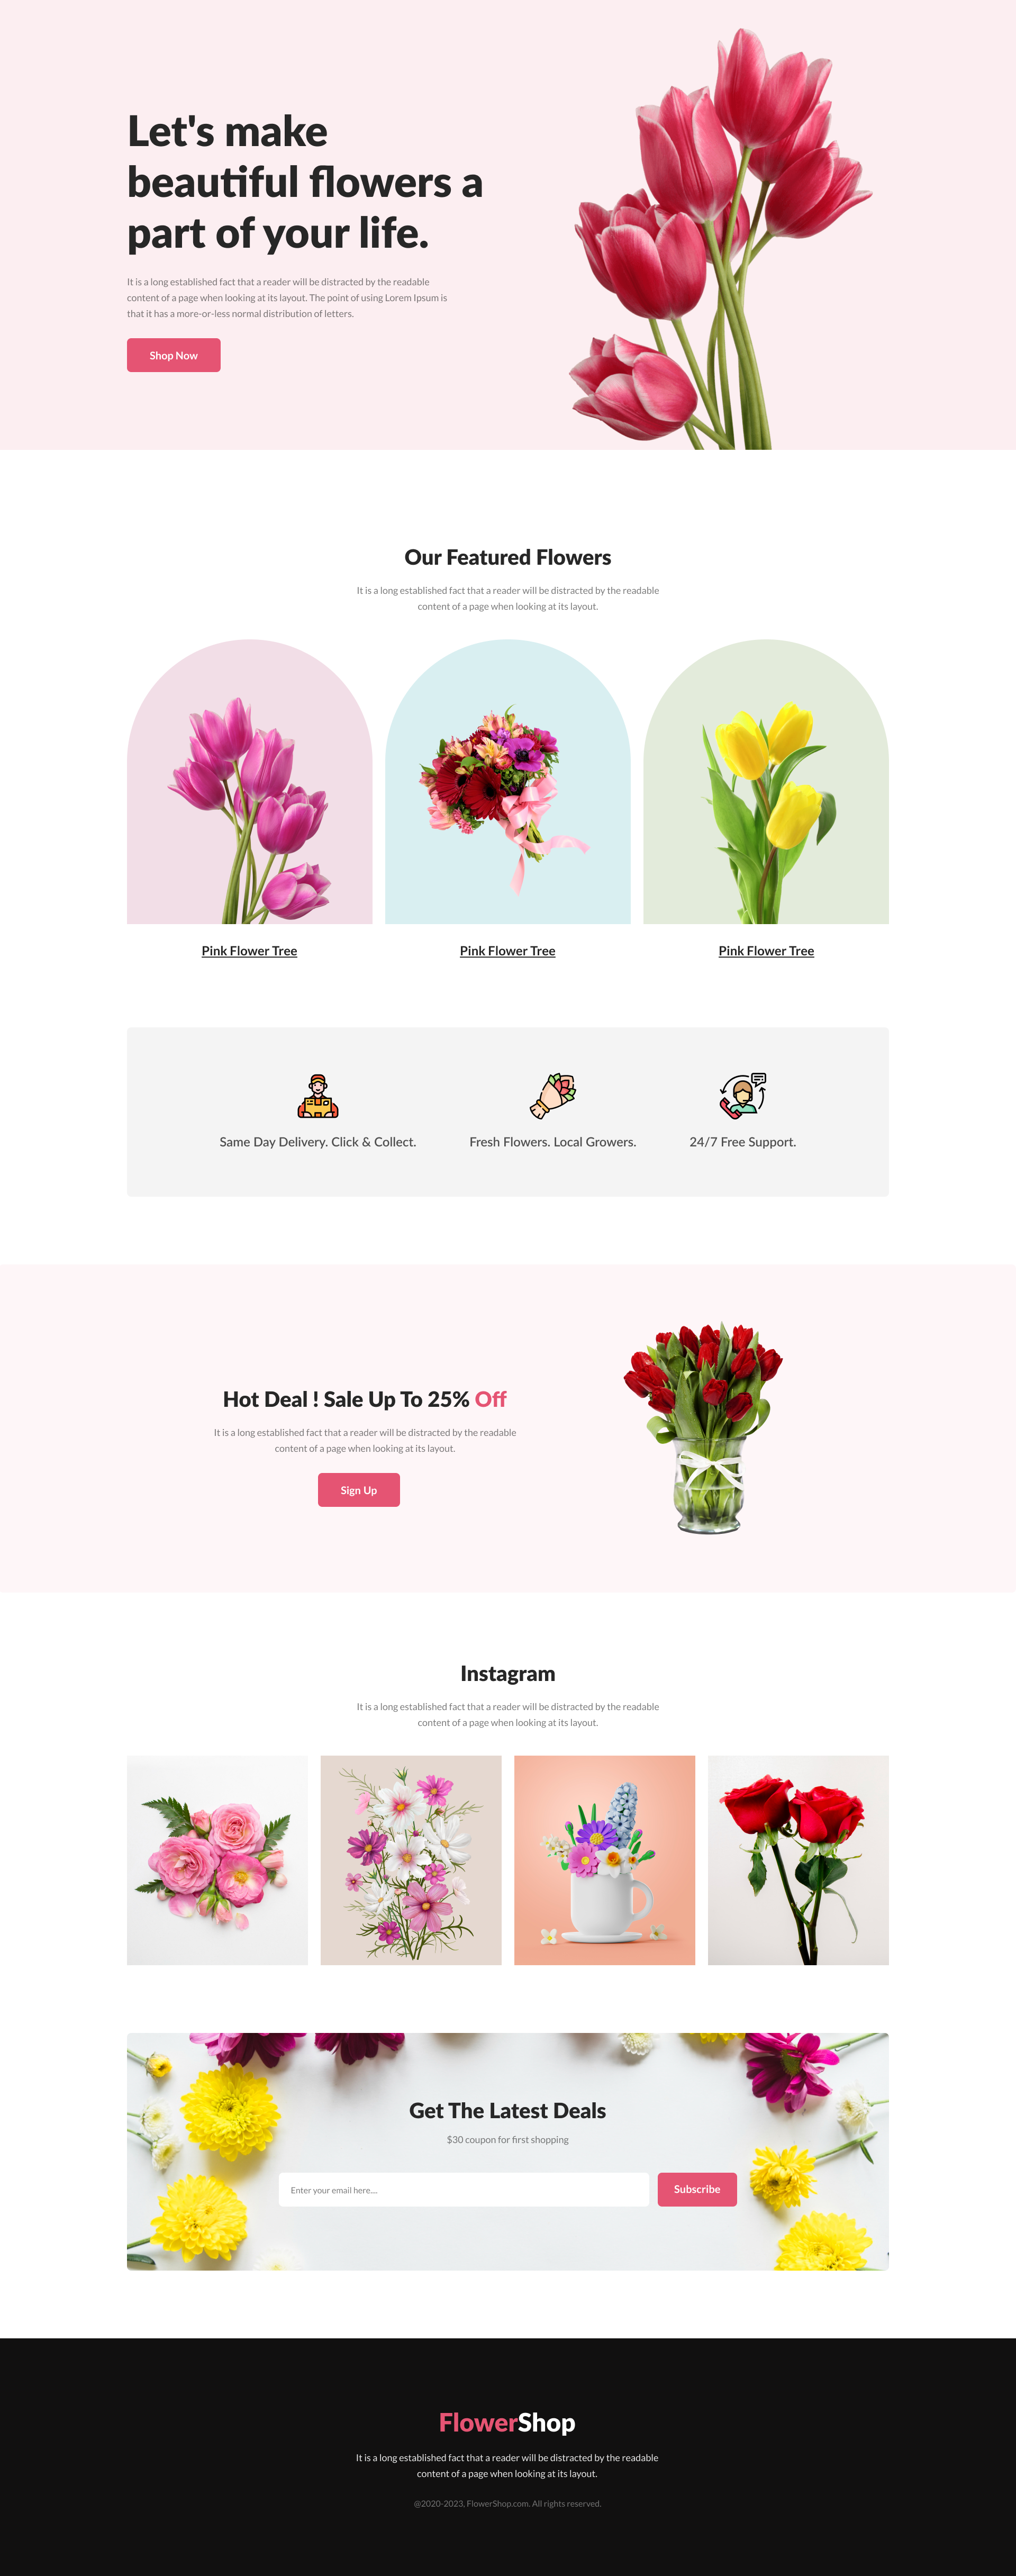 Let's make
beautiful flowers a
part of your life.
It is a long established fact that a reader will be distracted by the readable
content of a page when looking at its layout. The point of using Lorem Ipsum is
that it has a more-or-less normal distribution of letters.
Shop Now
Our Featured Flowers
It is a long established fact that a reader will be distracted by the readable
content of a page when looking at its layout.
Pink Flower Tree
Pink Flower Tree
Pink Flower Tree
Same Day Delivery. Click & Collect.
Fresh Flowers. Local Growers.
24/7 Free Support.
Hot Deal ! Sale Up To 25% Off
It is a long established fact that a reader will be distracted by the readable
content of a page when looking at its layout.
Sign Up
Instagram
It is a long established fact that a reader will be distracted by the readable
content of a page when looking at its layout.
Get The Latest Deals
$30 coupon for first shopping
Enter your email here....
Subscribe
FlowerShop
It is a long established fact that a reader will be distracted by the readable
content of a page when looking at its layout.
@2020-2023, FlowerShop.com. All rights reserved.